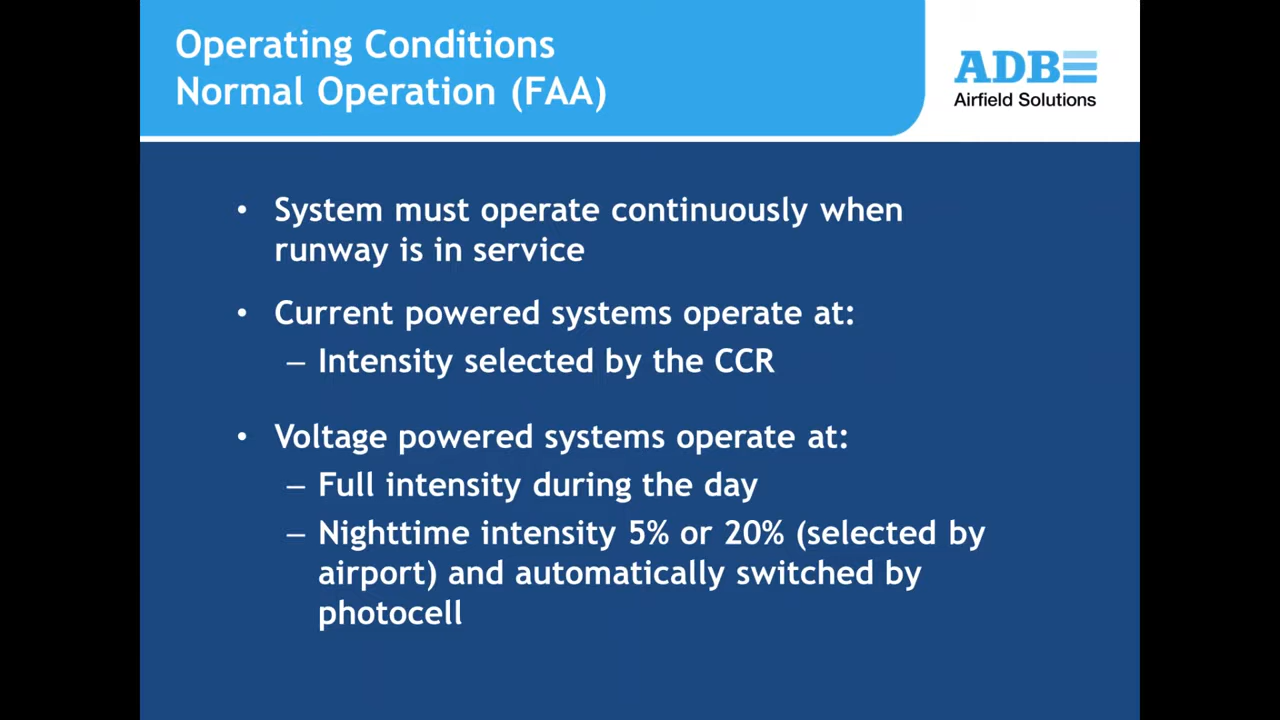 Operating Conditions
Normal Operation (FAA)
ADB
Airfield Solutions
• System must operate continuously when
runway is in service
• Current powered systems operate at:
– Intensity selected by the CCR
• Voltage powered systems operate at:
– Full intensity during the day
– Nighttime intensity 5% or 20% (selected by
airport) and automatically switched by
photocell